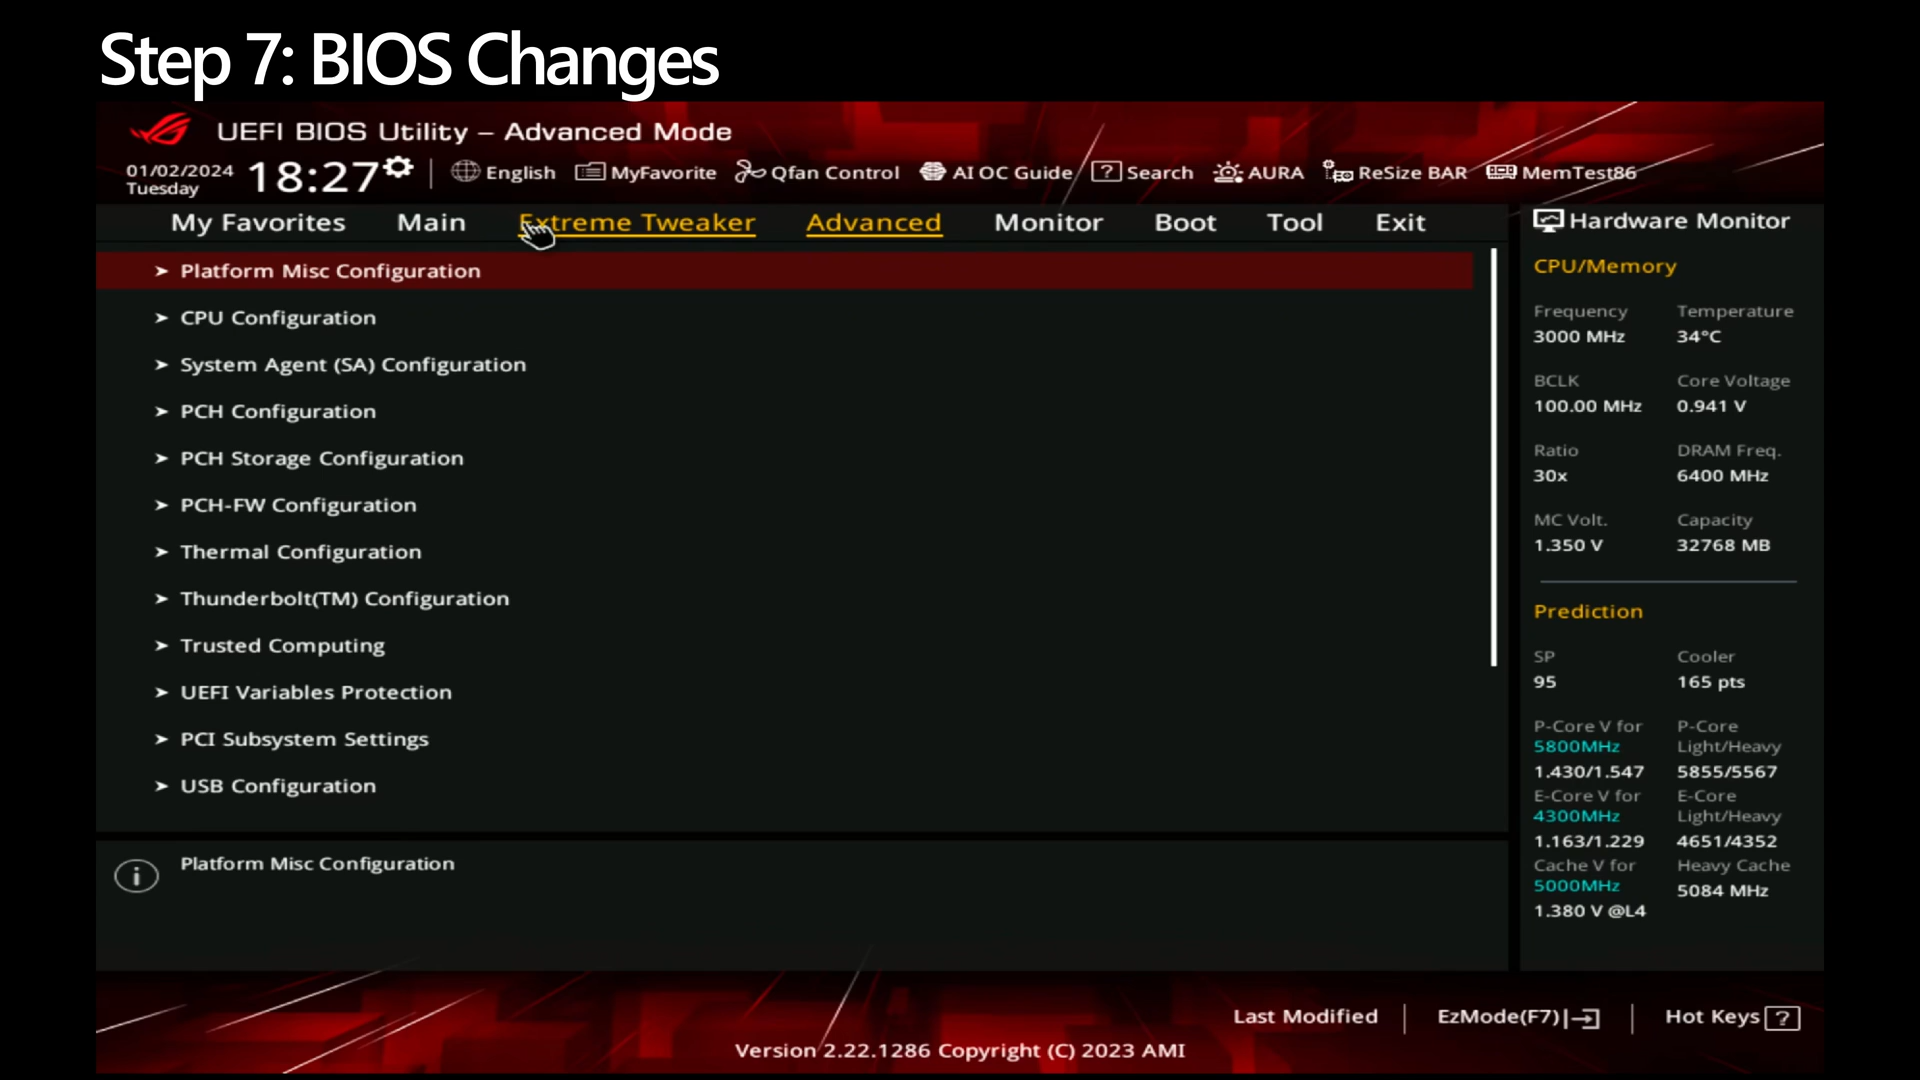 Step 7: BIOS Changes
UEFI BIOS Utility – Advanced Mode
01/02/2024
Tuesday
18:27
English
MyFavorite
Qfan Control
AI OC Guide
? Search
AURA
ReSize BAR
MemTest86
My Favorites
Main
Extreme Tweaker
Advanced
Monitor
Boot
Tool
Exit
Platform Misc Configuration
CPU Configuration
System Agent (SA) Configuration
PCH Configuration
PCH Storage Configuration
PCH-FW Configuration
Thermal Configuration
Thunderbolt(TM) Configuration
Trusted Computing
UEFI Variables Protection
PCI Subsystem Settings
USB Configuration
i
Platform Misc Configuration
Hardware Monitor
CPU/Memory
Frequency Temperature
3000 MHz 34°C
BCLK Core Voltage
100.00 MHz 0.941 V
Ratio DRAM Freq.
30x 6400 MHz
MC Volt. Capacity
1.350 V 32768 MB
Prediction
SP Cooler
95 165 pts
P-Core V for P-Core
5800MHz Light/Heavy
1.430/1.547 5855/5567
E-Core V for E-Core
4300MHz Light/Heavy
1.163/1.229 4651/4352
Cache V for Heavy Cache
5000MHz 5084 MHz
1.380 V @L4
Last Modified
EzMode(F7)
Hot Keys ?
Version 2.22.1286 Copyright (C) 2023 AMI